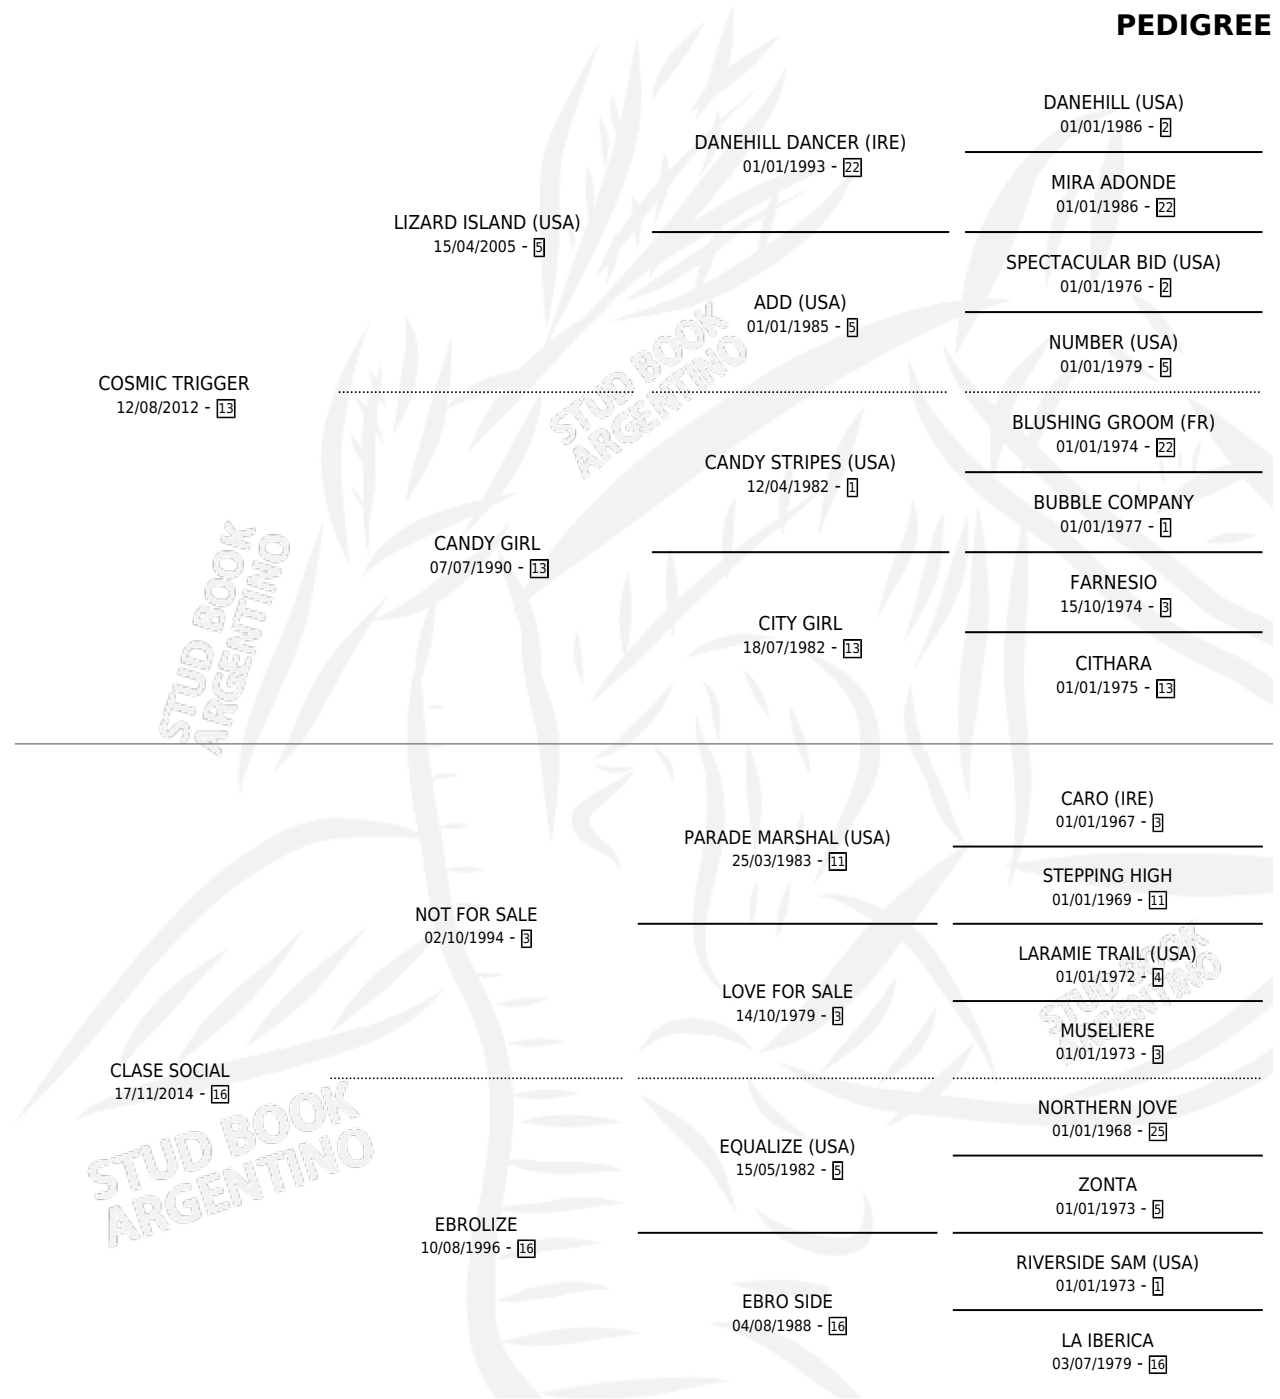 PEDIGREE
DANEHILL (USA)
01/01/1986 - 2
DANEHILL DANCER (IRE)
01/01/1993 - 22
MIRA ADONDE
01/01/1986 - 22
LIZARD ISLAND (USA)
15/04/2005 - 5
SPECTACULAR BID (USA)
01/01/1976 - 2
ADD (USA)
01/01/1985 - 5
NUMBER (USA)
01/01/1979 - 5
COSMIC TRIGGER
12/08/2012 - 13
BLUSHING GROOM (FR)
01/01/1974 - 22
CANDY STRIPES (USA)
12/04/1982 - 1
BUBBLE COMPANY
01/01/1977 - 1
CANDY GIRL
07/07/1990 - 13
FARNESIO
15/10/1974 - 3
CITY GIRL
18/07/1982 - 13
CITHARA
01/01/1975 - 13
CARO (IRE)
01/01/1967 - 3
PARADE MARSHAL (USA)
25/03/1983 - 11
STEPPING HIGH
01/01/1969 - 11
NOT FOR SALE
02/10/1994 - 3
LARAMIE TRAIL (USA)
01/01/1972 - 4
LOVE FOR SALE
14/10/1979 - 3
MUSELIERE
01/01/1973 - 3
CLASE SOCIAL
17/11/2014 - 16
NORTHERN JOVE
01/01/1968 - 25
EQUALIZE (USA)
15/05/1982 - 5
ZONTA
01/01/1973 - 5
EBROLIZE
10/08/1996 - 16
RIVERSIDE SAM (USA)
01/01/1973 - 1
EBRO SIDE
04/08/1988 - 16
LA IBERICA
03/07/1979 - 16
STUD BOOK
ARGENTINO
STUD BOOK
ARGENTINO
STUD BOOK
ARGENTINO
STUD BOOK
ARGENTINO